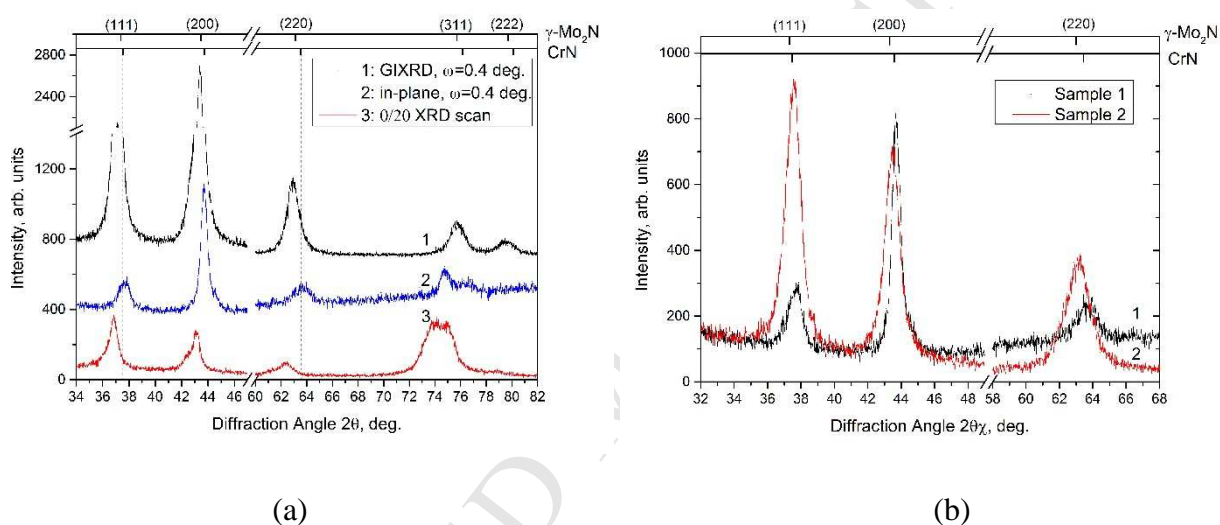 (111) (200) (220) (311) (222)
γ-Mo₂N
CrN
2800
2400
1200
800
400
0
Intensity, arb. units
1: GIXRD, ω=0.4 deg.
2: in-plane, ω=0.4 deg.
3: θ/2θ XRD scan
1
2
3
34 36 38 40 42 44 46 60 62 64 66 68 70 72 74 76 78 80 82
Diffraction Angle 2θ, deg.
(a)
(111) (200) (220)
γ-Mo₂N
CrN
1000
800
600
400
200
0
Intensity, arb. units
Sample 1
Sample 2
1
2
32 34 36 38 40 42 44 46 48 58 60 62 64 66 68
Diffraction Angle 2θχ, deg.
(b)